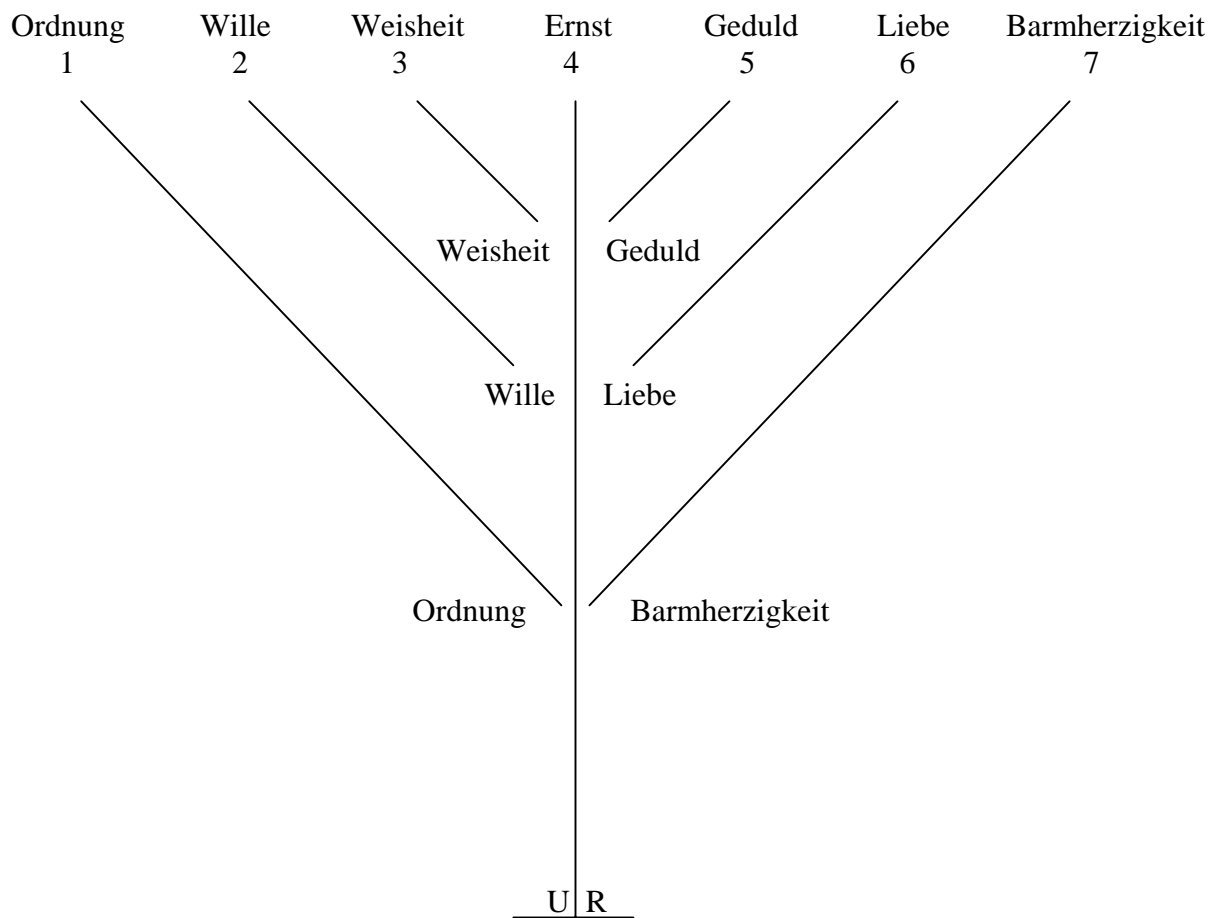 Ordnung Wille Weisheit Ernst Geduld Liebe Barmherzigkeit
1 2 3 4 5 6 7
Weisheit Geduld
Wille Liebe
Ordnung Barmherzigkeit
U R